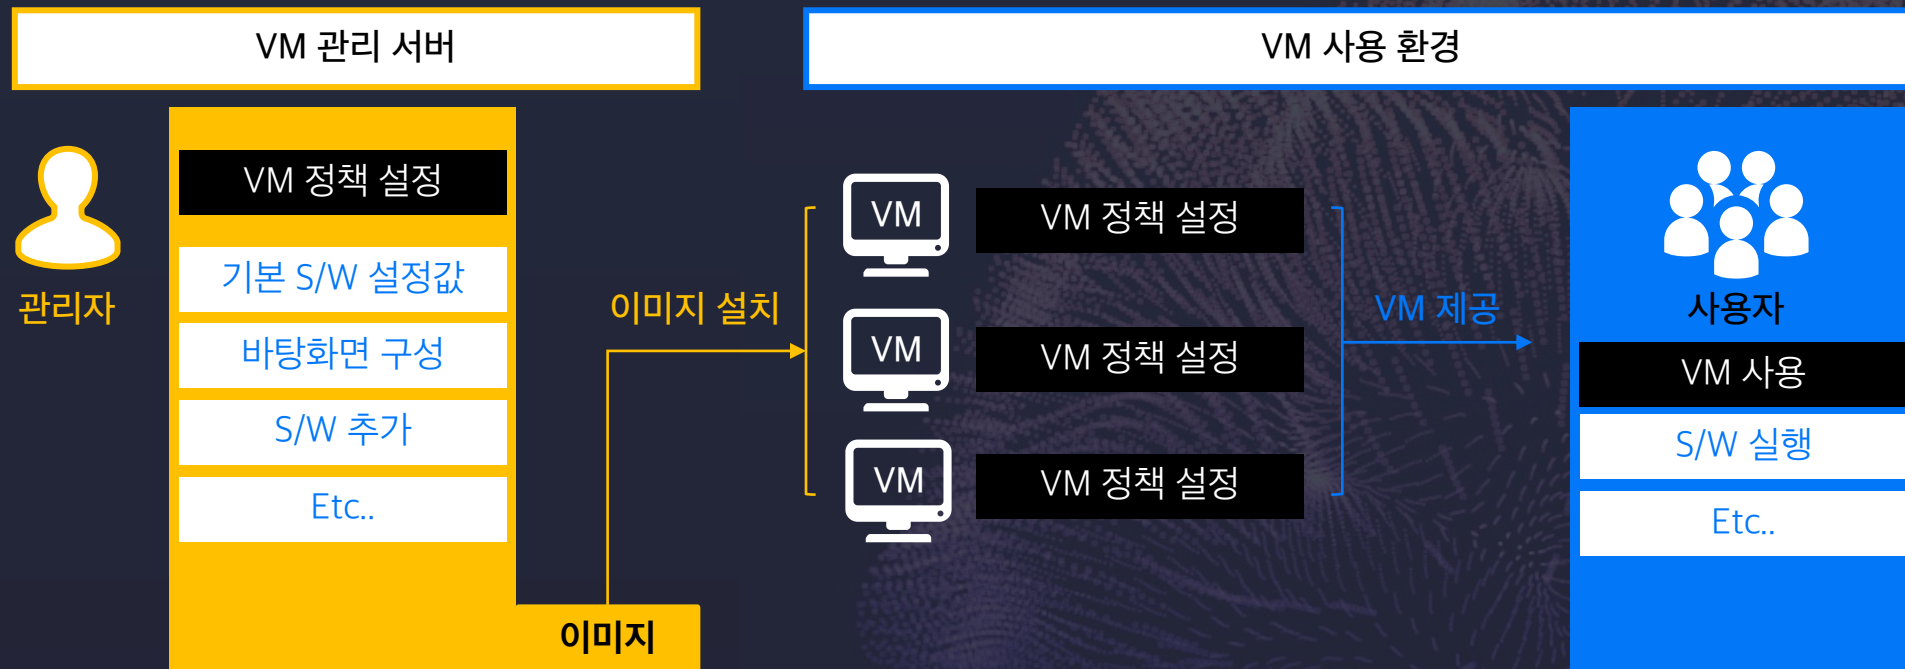 VM 관리 서버
VM 사용 환경
관리자
VM 정책 설정
기본 S/W 설정값
바탕화면 구성
S/W 추가
Etc..
이미지
이미지 설치
VM
VM 정책 설정
VM
VM 정책 설정
VM
VM 정책 설정
VM 제공
사용자
VM 사용
S/W 실행
Etc..